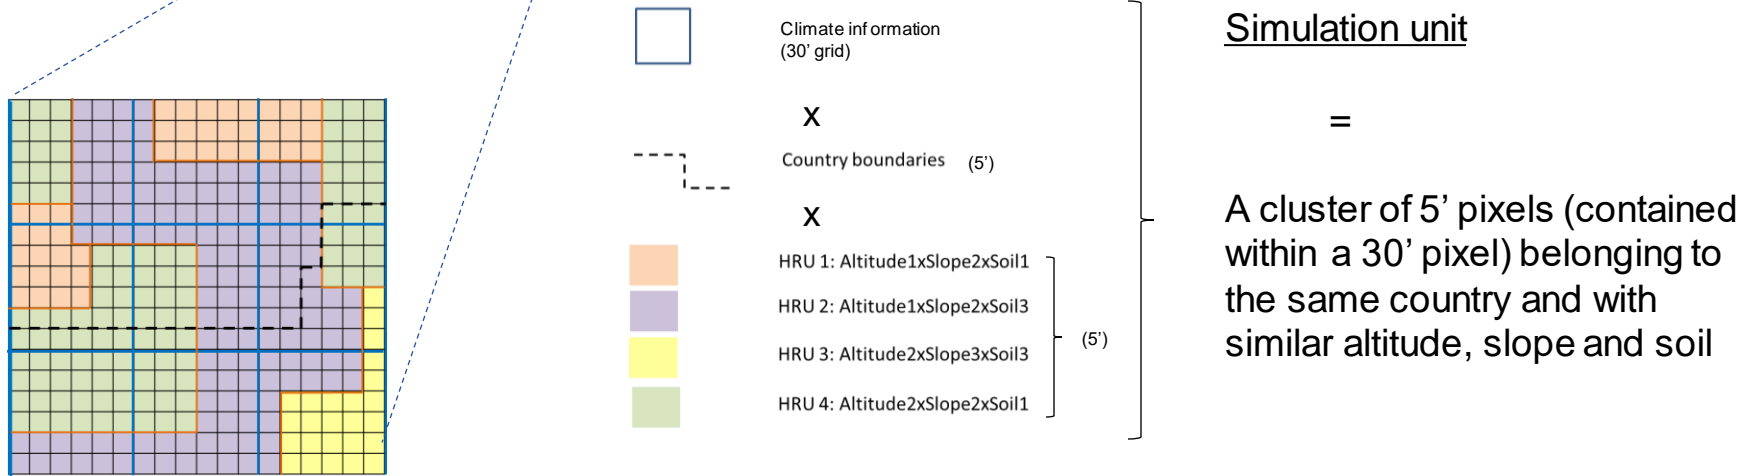 Climate information
(30’ grid)
x
Country boundaries (5’)
x
HRU 1: Altitude1xSlope2xSoil1
HRU 2: Altitude1xSlope2xSoil3
HRU 3: Altitude2xSlope3xSoil3
HRU 4: Altitude2xSlope2xSoil1
(5’)
Simulation unit
=
A cluster of 5’ pixels (contained
within a 30’ pixel) belonging to
the same country and with
similar altitude, slope and soil